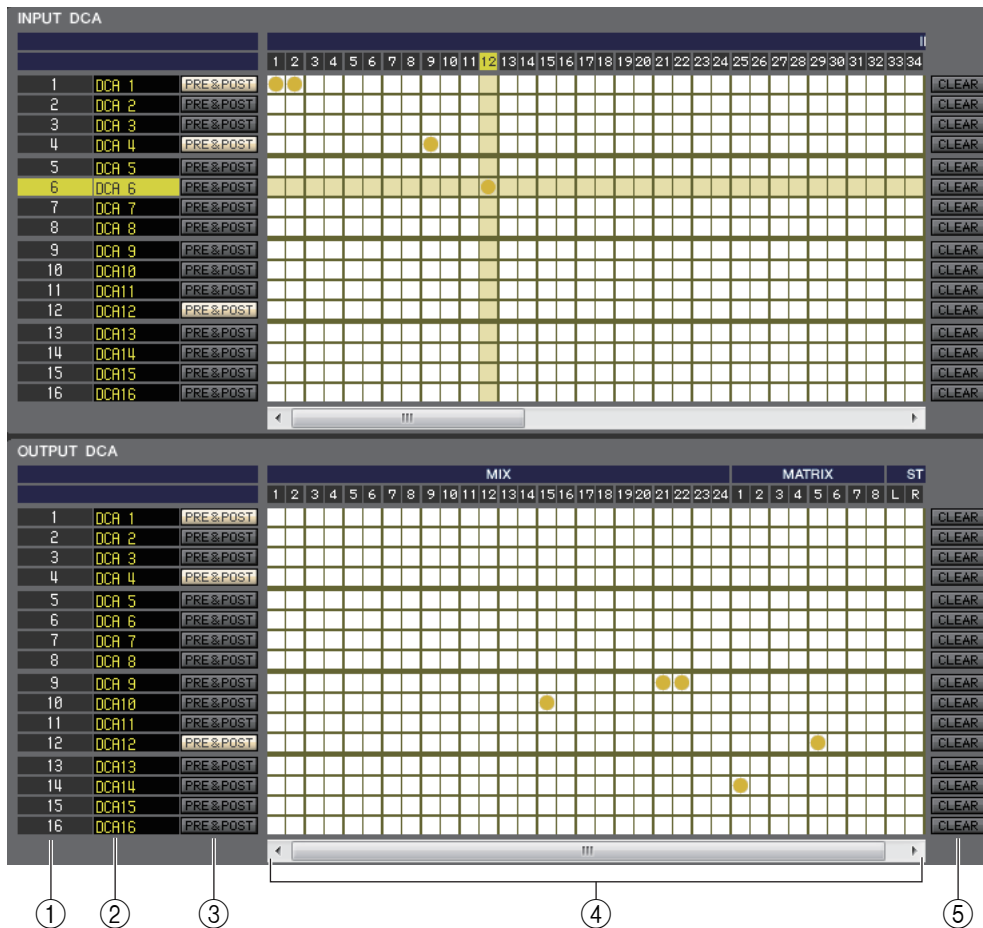 INPUT DCA
1 2 3 4 5 6 7 8 9 10 11 12 13 14 15 16 17 18 19 20 21 22 23 24 25 26 27 28 29 30 31 32 33 34
1 DCA 1 PRE&POST CLEAR
2 DCA 2 PRE&POST CLEAR
3 DCA 3 PRE&POST CLEAR
4 DCA 4 PRE&POST CLEAR
5 DCA 5 PRE&POST CLEAR
6 DCA 6 PRE&POST CLEAR
7 DCA 7 PRE&POST CLEAR
8 DCA 8 PRE&POST CLEAR
9 DCA 9 PRE&POST CLEAR
10 DCA10 PRE&POST CLEAR
11 DCA11 PRE&POST CLEAR
12 DCA12 PRE&POST CLEAR
13 DCA13 PRE&POST CLEAR
14 DCA14 PRE&POST CLEAR
15 DCA15 PRE&POST CLEAR
16 DCA16 PRE&POST CLEAR
OUTPUT DCA
MIX MATRIX ST
1 2 3 4 5 6 7 8 9 10 11 12 13 14 15 16 17 18 19 20 21 22 23 24 1 2 3 4 5 6 7 8 L R
1 DCA 1 PRE&POST CLEAR
2 DCA 2 PRE&POST CLEAR
3 DCA 3 PRE&POST CLEAR
4 DCA 4 PRE&POST CLEAR
5 DCA 5 PRE&POST CLEAR
6 DCA 6 PRE&POST CLEAR
7 DCA 7 PRE&POST CLEAR
8 DCA 8 PRE&POST CLEAR
9 DCA 9 PRE&POST CLEAR
10 DCA10 PRE&POST CLEAR
11 DCA11 PRE&POST CLEAR
12 DCA12 PRE&POST CLEAR
13 DCA13 PRE&POST CLEAR
14 DCA14 PRE&POST CLEAR
15 DCA15 PRE&POST CLEAR
16 DCA16 PRE&POST CLEAR
① ② ③ ④ ⑤